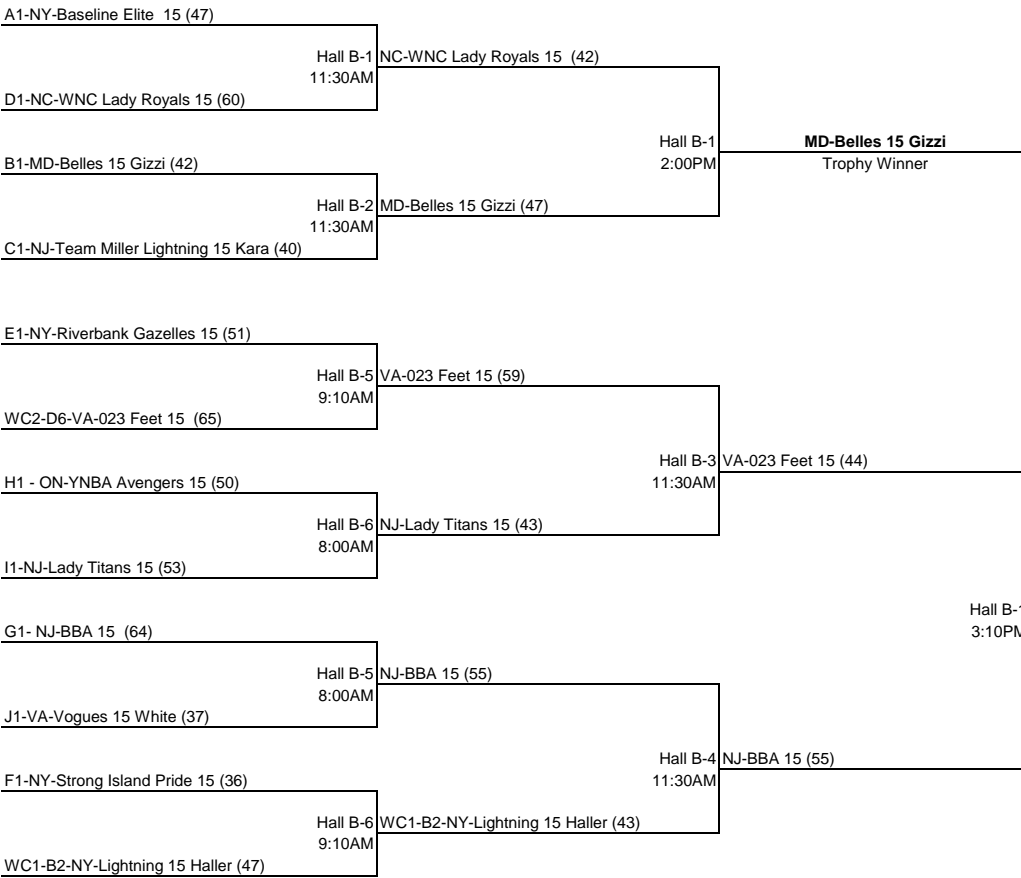 A1-NY-Baseline Elite  15 (47)
Hall B-1 NC-WNC Lady Royals 15  (42)
11:30AM
D1-NC-WNC Lady Royals 15 (60)
Hall B-1 MD-Belles 15 Gizzi
2:00PM Trophy Winner
B1-MD-Belles 15 Gizzi (42)
Hall B-2 MD-Belles 15 Gizzi (47)
11:30AM
C1-NJ-Team Miller Lightning 15 Kara (40)
E1-NY-Riverbank Gazelles 15 (51)
Hall B-5 VA-023 Feet 15 (59)
9:10AM
WC2-D6-VA-023 Feet 15  (65)
Hall B-3 VA-023 Feet 15 (44)
11:30AM
H1 - ON-YNBA Avengers 15 (50)
Hall B-6 NJ-Lady Titans 15 (43)
8:00AM
I1-NJ-Lady Titans 15 (53)
Hall B-1
3:10PM
G1- NJ-BBA 15  (64)
Hall B-5 NJ-BBA 15 (55)
8:00AM
J1-VA-Vogues 15 White (37)
Hall B-4 NJ-BBA 15 (55)
11:30AM
F1-NY-Strong Island Pride 15 (36)
Hall B-6 WC1-B2-NY-Lightning 15 Haller (43)
9:10AM
WC1-B2-NY-Lightning 15 Haller (47)